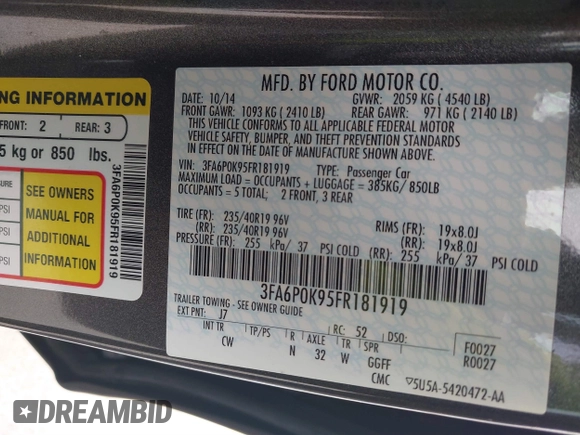 NG INFORMATION
FRONT: 2 REAR: 3
5 kg or 850 lbs.
SEE OWNERS
MANUAL FOR
ADDITIONAL
INFORMATION
PSI
PSI
PSI
3FA6P0K95FR181919
MFD. BY FORD MOTOR CO.
DATE: 10/14 GVWR: 2059 KG ( 4540 LB)
FRONT GAWR: 1093 KG ( 2410 LB) REAR GAWR: 971 KG ( 2140 LB)
THIS VEHICLE CONFORMS TO ALL APPLICABLE FEDERAL MOTOR
VEHICLE SAFETY, BUMPER, AND THEFT PREVENTION STANDARDS
IN EFFECT ON THE DATE OF MANUFACTURE SHOWN ABOVE.
VIN: 3FA6P0K95FR181919 TYPE: Passenger Car
MAXIMUM LOAD = OCCUPANTS + LUGGAGE = 385KG/ 850LB
OCCUPANTS = 5 TOTAL: 2 FRONT, 3 REAR
TIRE (FR): 235/40R19 96V RIMS (FR): 19x8.0J
(RR): 235/40R19 96V (RR): 19x8.0J
PRESSURE (FR): 255 kPa/ 37 PSI COLD (RR): 255 kPa/ 37 PSI COLD
3FA6P0K95FR181919
TRAILER TOWING - SEE OWNER GUIDE
EXT PNT: J7 RC: 52 DSO: F0027
R0027
INT TR TP/PS R AXLE TR SPR
CW N 32 W GGFF
CMC 5U5A-5420472-AA
DREAMBID